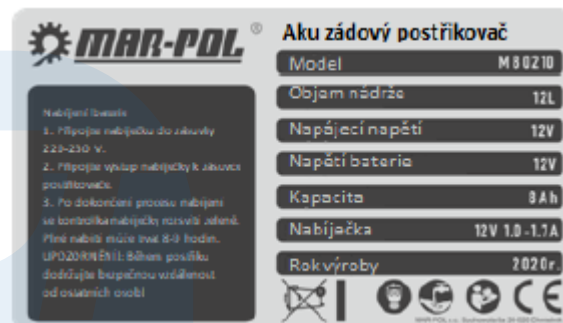 MAR-POL®
Aku zádový postřikovač
Model M80210
Objem nádrže 12L
Napájecí napětí 12V
Napětí baterie 12V
Kapacita 8Ah
Nabíječka 12V 1.0-1.7A
Rok výroby 2020r.
Nabíjení baterie
1. Připojte nabíječku do zásuvky
220-230 V.
2. Připojte výstup nabíječky k zásuvce
postřikovače.
3. Po dokončení procesu nabíjení
se kontrolka nabíječky rozsvítí zeleně.
Plné nabití může trvat 8-9 hodin.
UPOZORNĚNÍ: Během postřiku
dodržujte bezpečnou vzdálenost
od ostatních osob!
CE